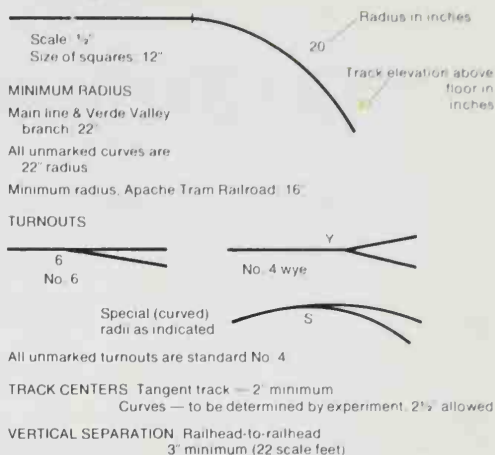 Radius in inches
20
Scale ½"
Size of squares 12"
Track elevation above
floor in
inches
MINIMUM RADIUS
Main line & Verde Valley
branch 22"
All unmarked curves are
22" radius
Minimum radius, Apache Tram Railroad 16"
TURNOUTS
6
No. 6
Y
No. 4 wye
Special (curved)
radii as indicated
S
All unmarked turnouts are standard No. 4
TRACK CENTERS Tangent track — 2" minimum
Curves — to be determined by experiment, 2½" allowed
VERTICAL SEPARATION Railhead-to-railhead
3" minimum (22 scale feet)